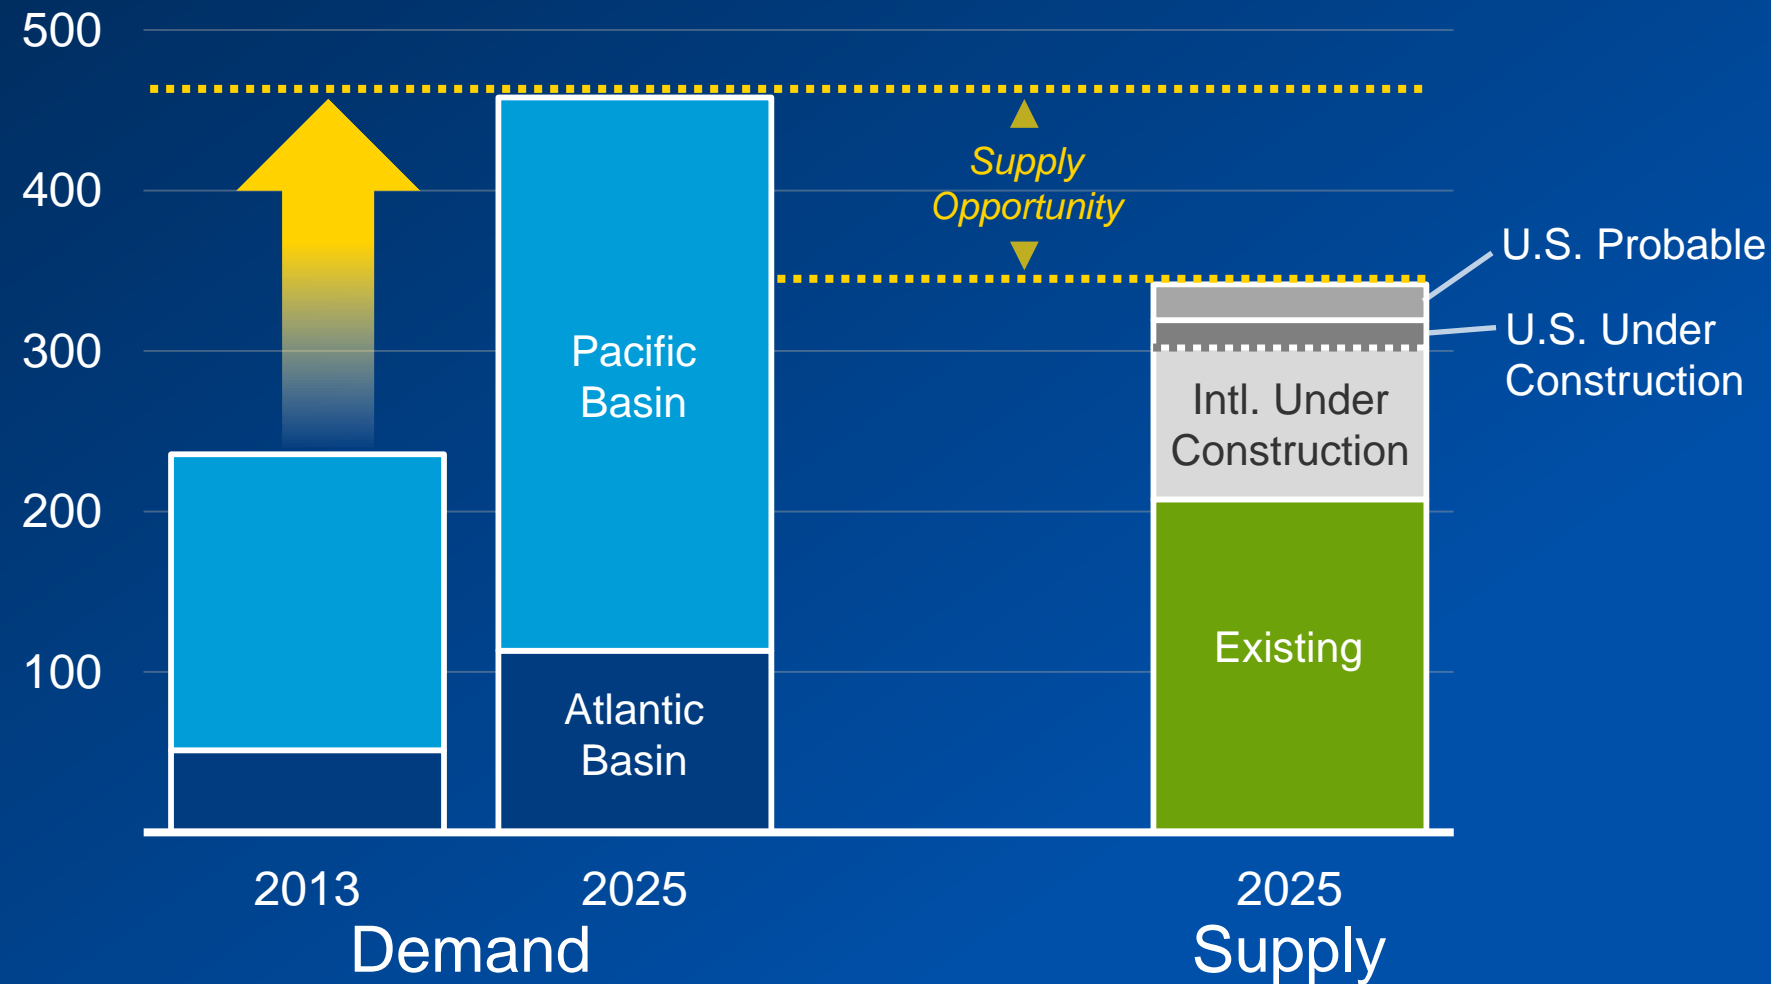 500
400
300
200
100
Supply
Opportunity
U.S. Probable
U.S. Under
Construction
Pacific
Basin
Intl. Under
Construction
Existing
Atlantic
Basin
2013
2025
2025
Demand
Supply